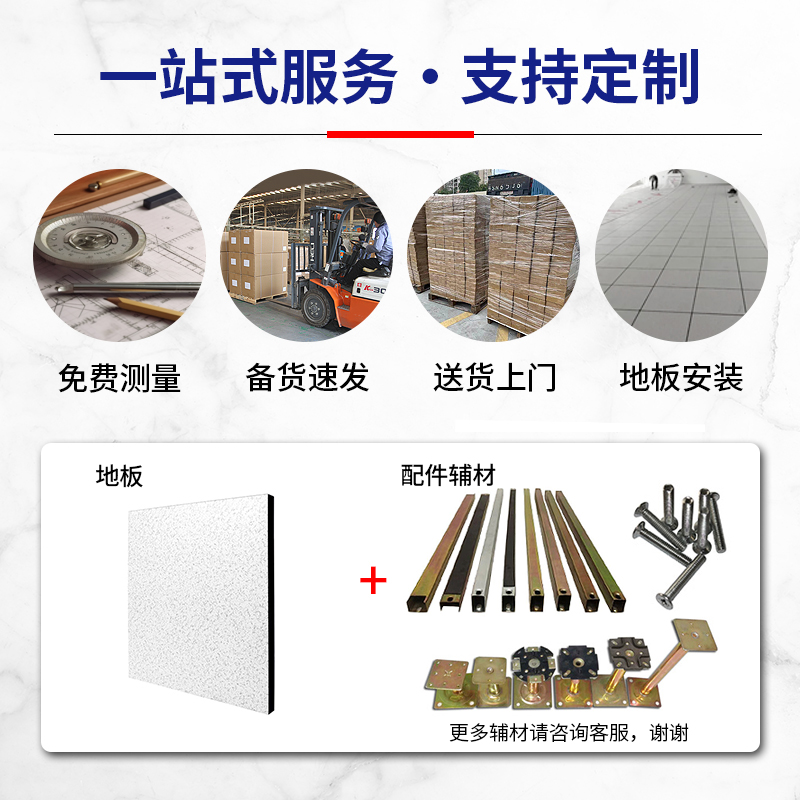 一站式服务·支持定制
免费测量
备货速发
送货上门
地板安装
地板
配件辅材
+
更多辅材请咨询客服，谢谢